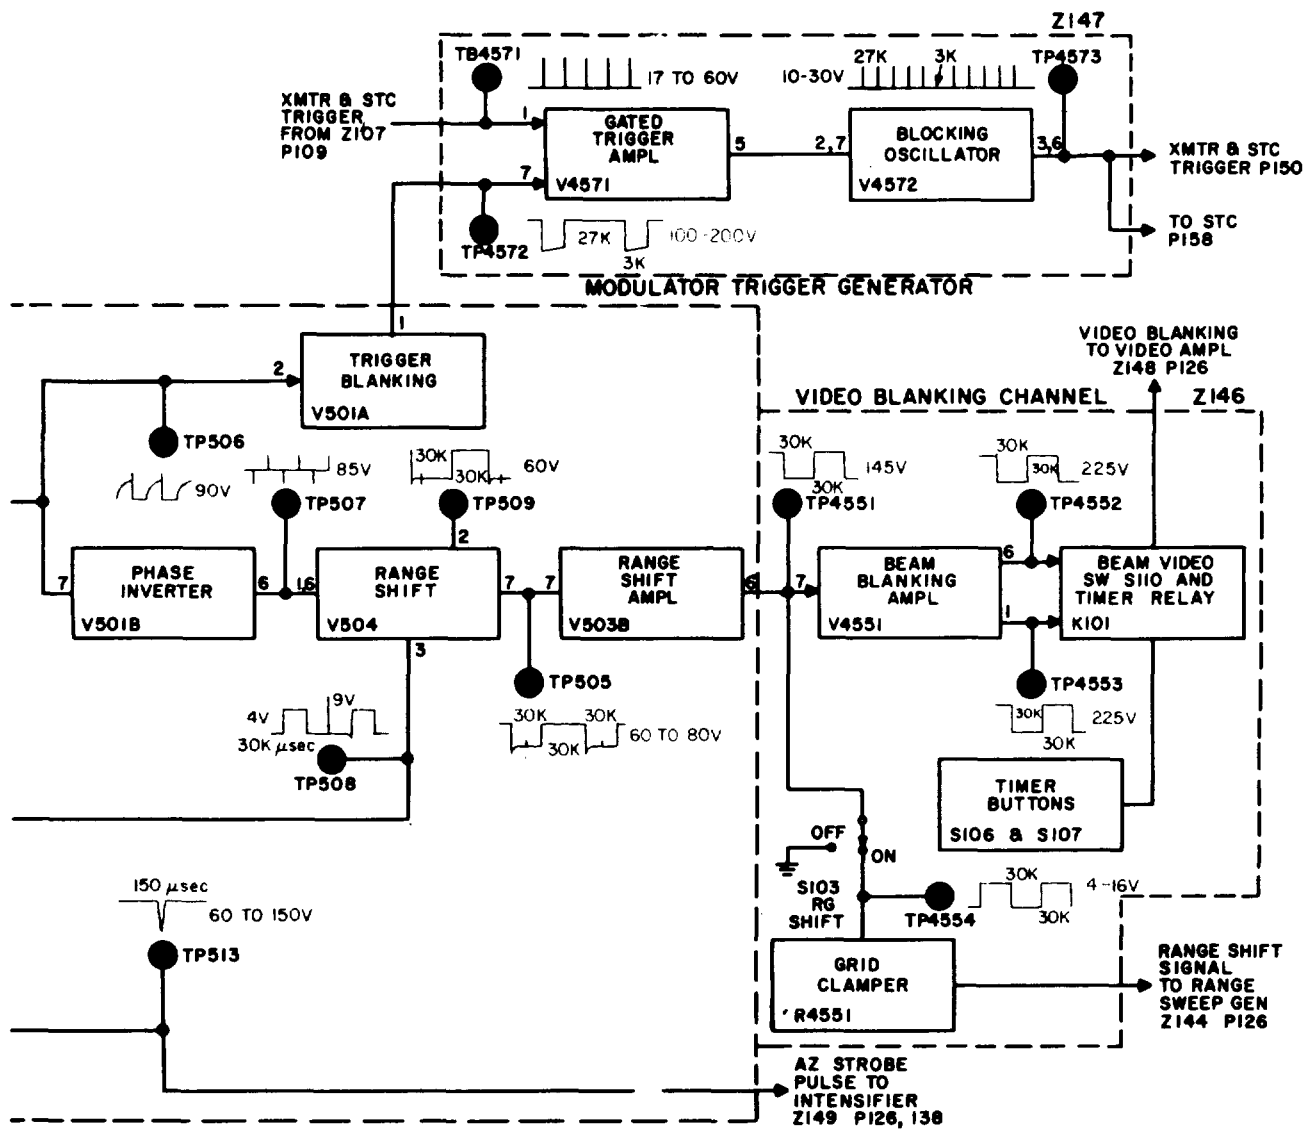 Z147
TB4571
17 TO 60V
10-30V
27K
3K
TP4573
XMTR & STC
TRIGGER
FROM Z107
P109
1
GATED
TRIGGER
AMPL
V4571
5
2,7
BLOCKING
OSCILLATOR
V4572
3,6
XMTR & STC
TRIGGER P150
7
TP4572
27K
3K
100-200V
TO STC
P158
MODULATOR TRIGGER GENERATOR
1
2
TRIGGER
BLANKING
V501A
VIDEO BLANKING
TO VIDEO AMPL
Z148 P126
VIDEO BLANKING CHANNEL
Z146
TP506
90V
85V
TP507
30K
30K
60V
TP509
30K
30K
145V
TP4551
30K
30K
225V
TP4552
7
PHASE
INVERTER
V501B
6
1,6
2
RANGE
SHIFT
V504
3
7
7
RANGE
SHIFT
AMPL
V503B
6
7
BEAM
BLANKING
AMPL
V4551
6
1
BEAM VIDEO
SW S110 AND
TIMER RELAY
K101
4V
9V
30K µsec
TP508
TP505
30K
30K
30K
60 TO 80V
TP4553
30K
30K
225V
TIMER
BUTTONS
S106 & S107
OFF
ON
S103
RG
SHIFT
TP4554
30K
30K
4-16V
150 µsec
60 TO 150V
TP513
GRID
CLAMPER
'R4551
RANGE SHIFT
SIGNAL
TO RANGE
SWEEP GEN
Z144 P126
AZ STROBE
PULSE TO
INTENSIFIER
Z149 P126, 138